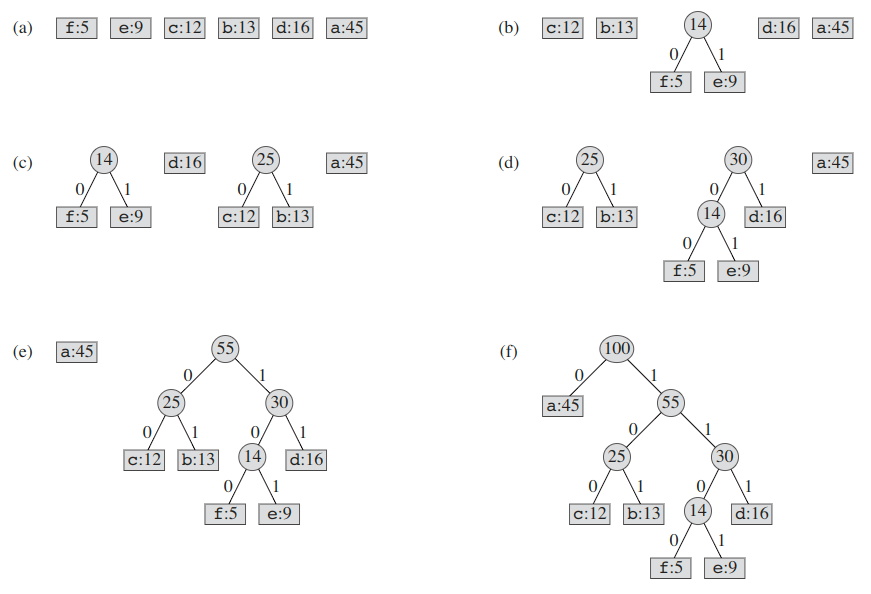 (a) f:5 e:9 c:12 b:13 d:16 a:45
(b) c:12 b:13 14 d:16 a:45
0 1
f:5 e:9
(c) 14 d:16 25 a:45
0 1 0 1
f:5 e:9 c:12 b:13
(d) 25 30 a:45
0 1 0 1
c:12 b:13 14 d:16
0 1
f:5 e:9
(e) a:45 55
0 1
25 30
0 1 0 1
c:12 b:13 14 d:16
0 1
f:5 e:9
(f) 100
0 1
a:45 55
0 1
25 30
0 1 0 1
c:12 b:13 14 d:16
0 1
f:5 e:9